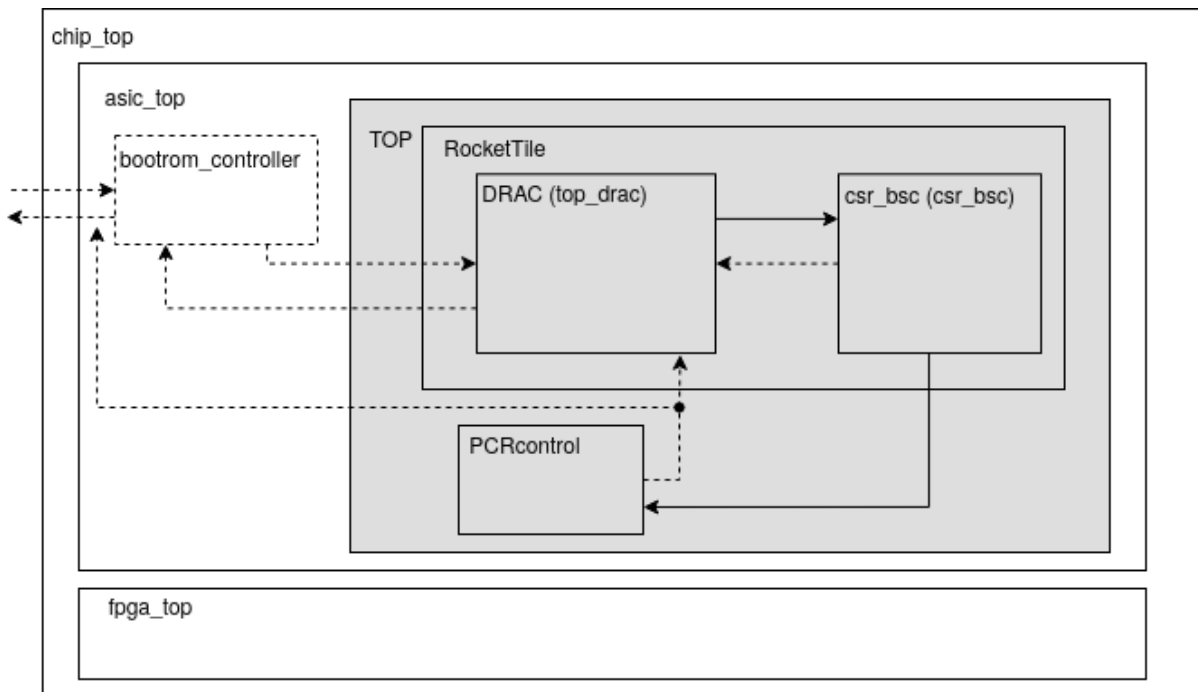 chip_top
asic_top
bootrom_controller
TOP
RocketTile
DRAC (top_drac)
csr_bsc (csr_bsc)
PCRcontrol
fpga_top